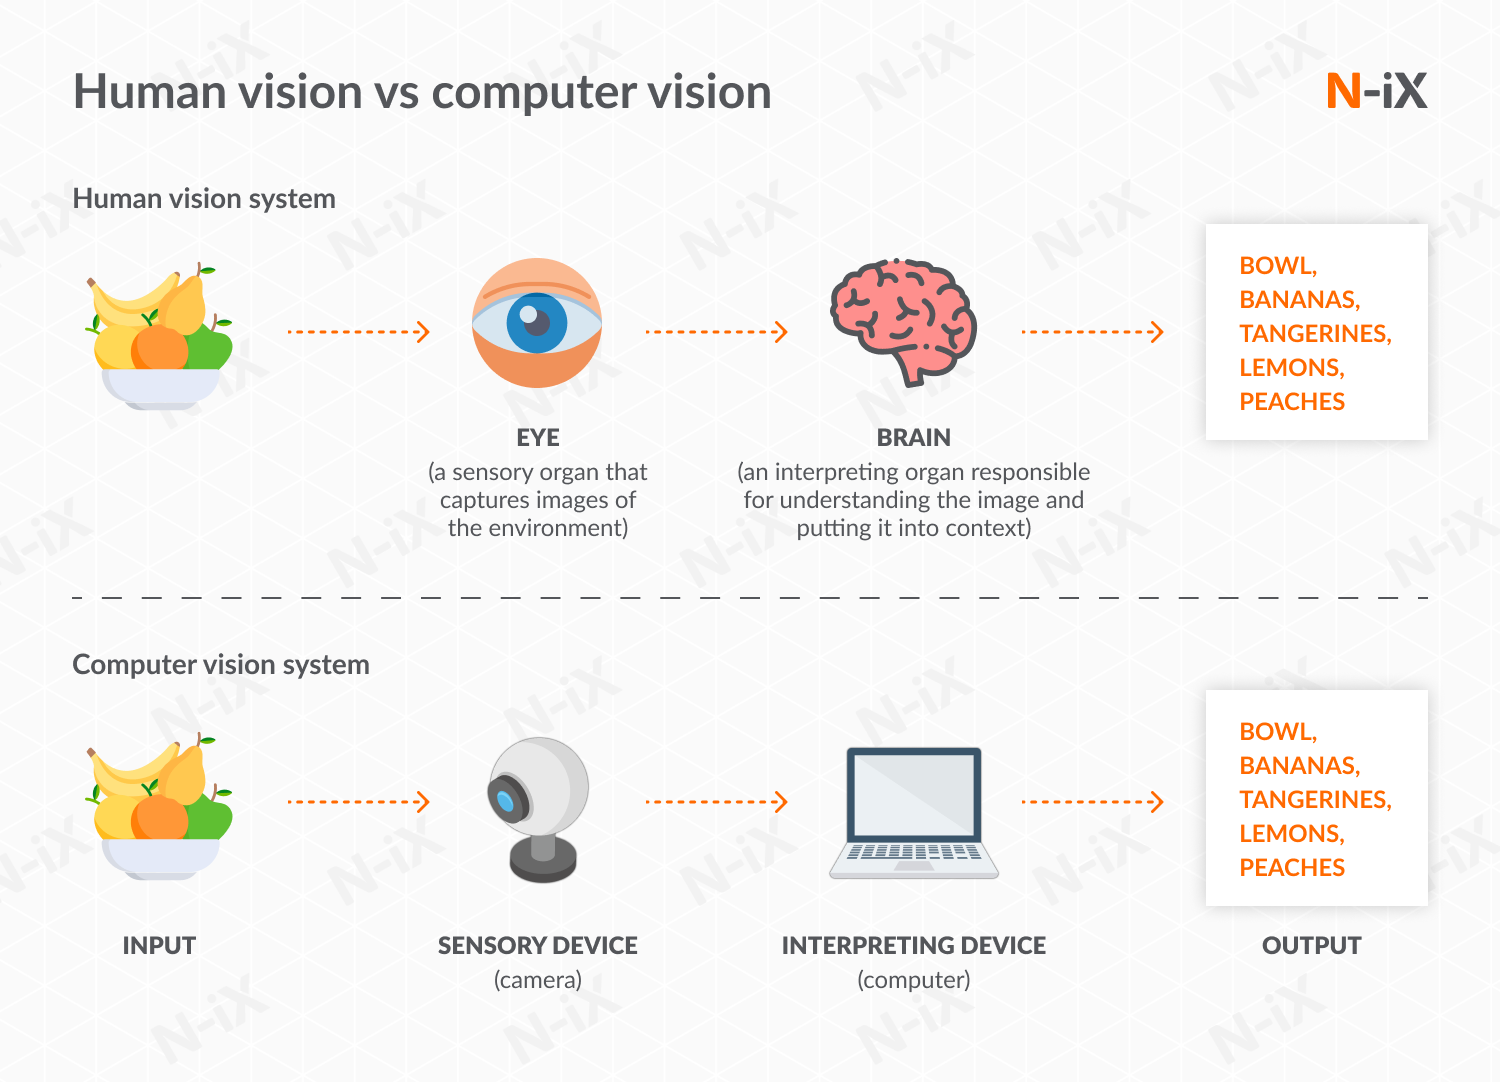 Human vision vs computer vision
N-iX
Human vision system
BOWL,
BANANAS,
TANGERINES,
LEMONS,
PEACHES
EYE
(a sensory organ that
captures images of
the environment)
BRAIN
(an interpreting organ responsible
for understanding the image and
putting it into context)
Computer vision system
BOWL,
BANANAS,
TANGERINES,
LEMONS,
PEACHES
INPUT
SENSORY DEVICE
(camera)
INTERPRETING DEVICE
(computer)
OUTPUT